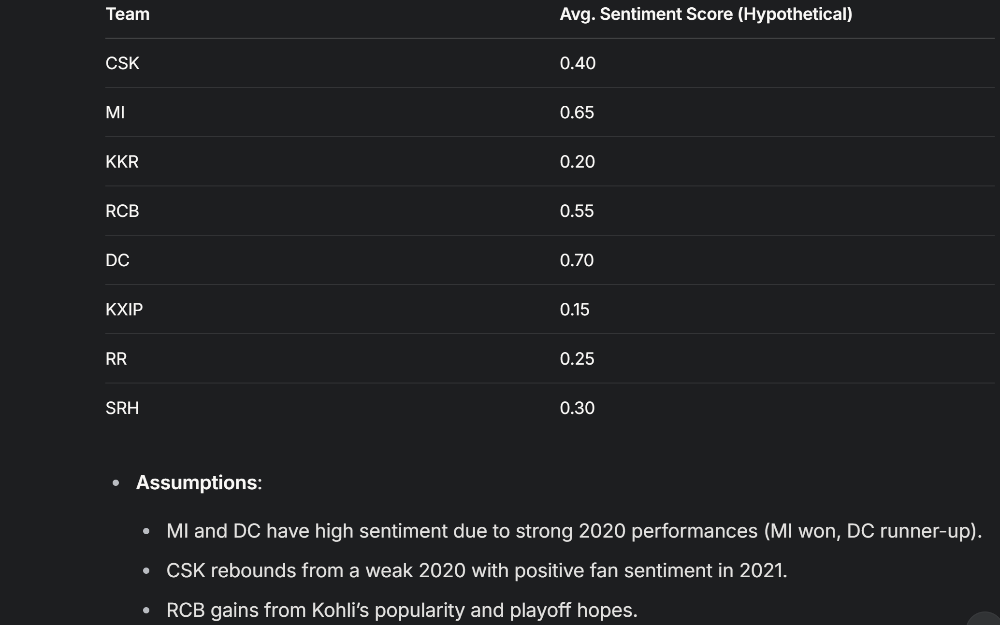 Team Avg. Sentiment Score (Hypothetical)
CSK 0.40
MI 0.65
KKR 0.20
RCB 0.55
DC 0.70
KXIP 0.15
RR 0.25
SRH 0.30
• Assumptions:
• MI and DC have high sentiment due to strong 2020 performances (MI won, DC runner-up).
• CSK rebounds from a weak 2020 with positive fan sentiment in 2021.
• RCB gains from Kohli’s popularity and playoff hopes.